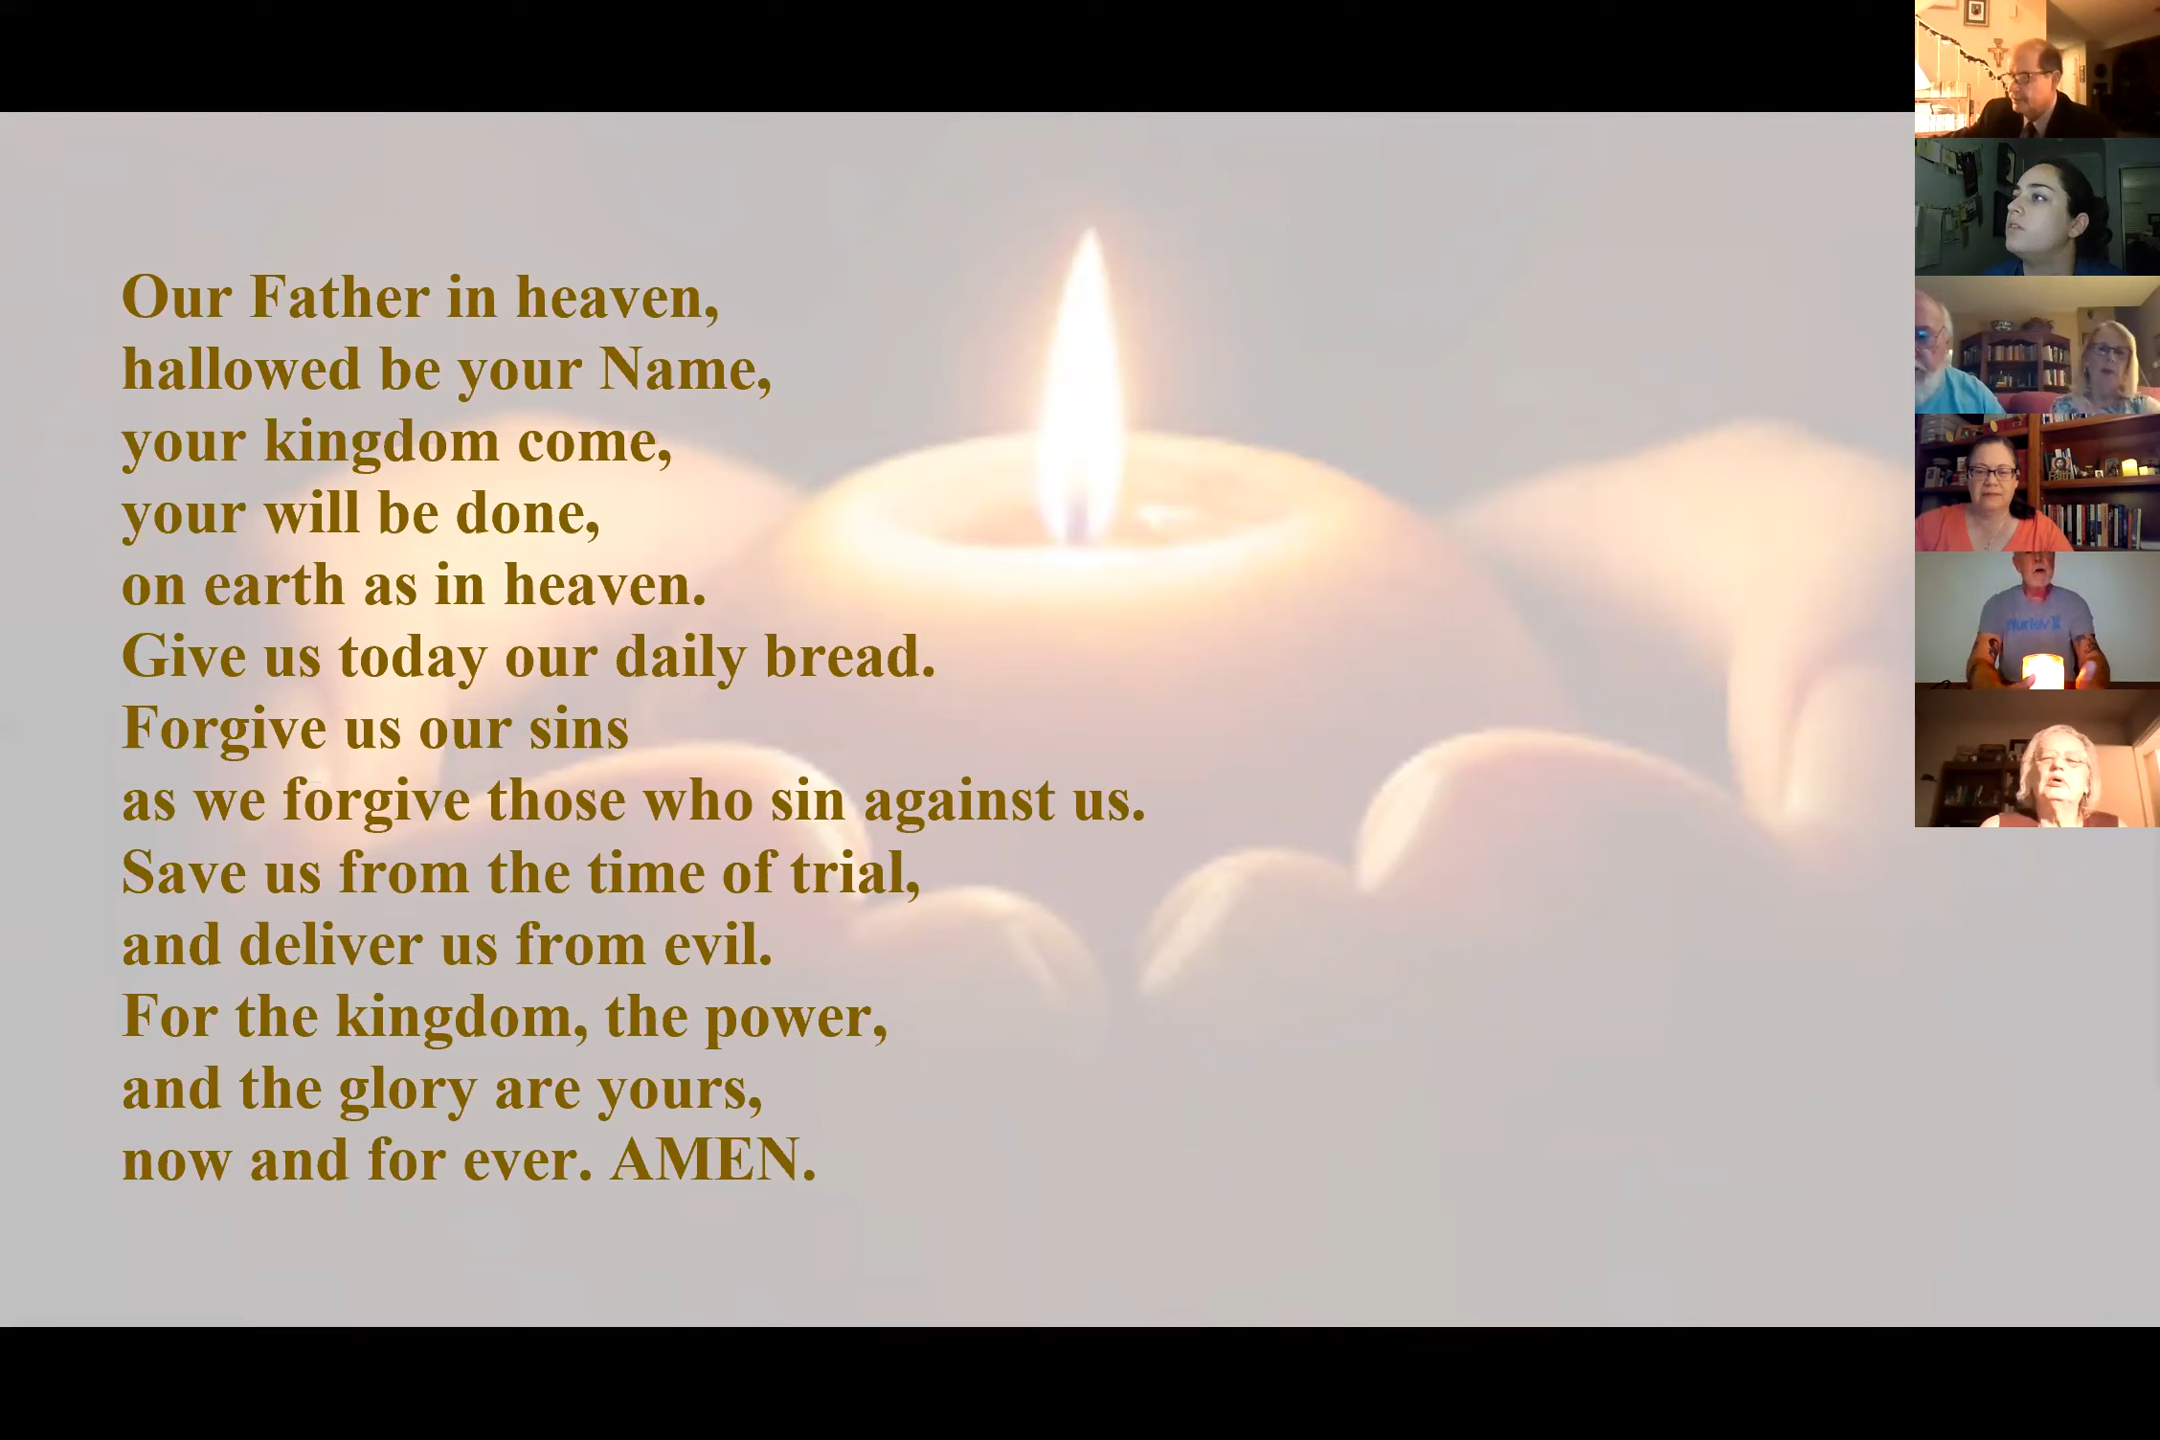 Our Father in heaven,
hallowed be your Name,
your kingdom come,
your will be done,
on earth as in heaven.
Give us today our daily bread.
Forgive us our sins
as we forgive those who sin against us.
Save us from the time of trial,
and deliver us from evil.
For the kingdom, the power,
and the glory are yours,
now and for ever. AMEN.
Hurley